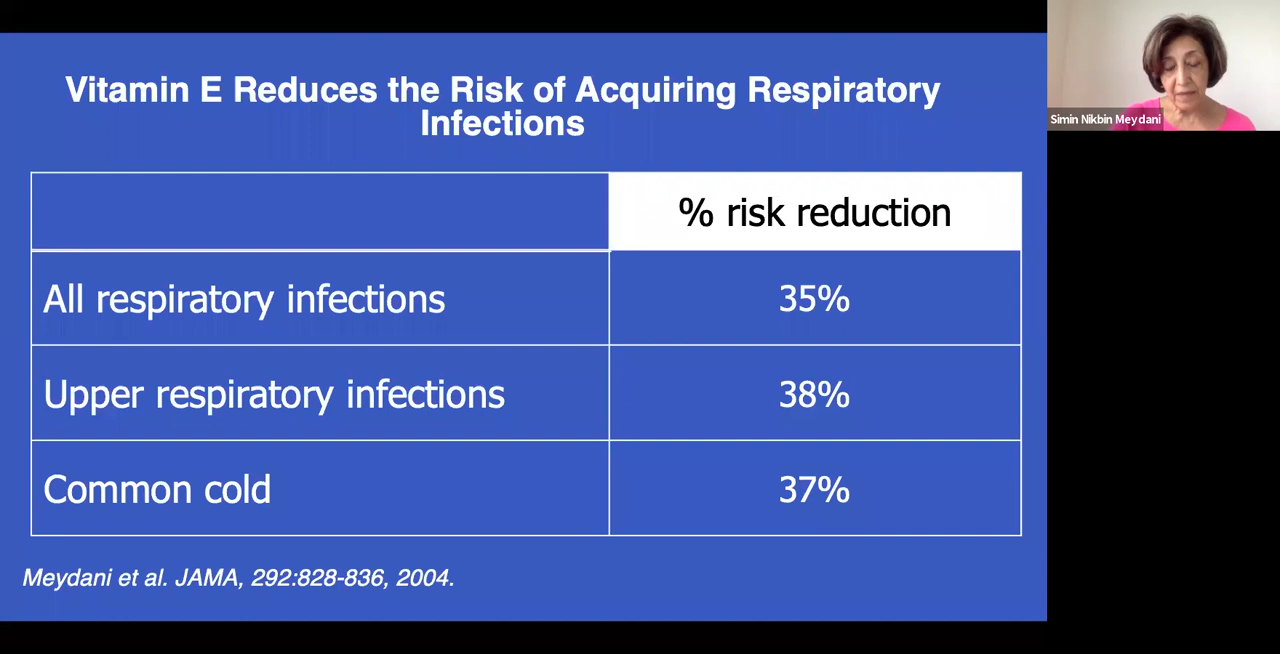 Vitamin E Reduces the Risk of Acquiring Respiratory
Infections
% risk reduction
All respiratory infections 35%
Upper respiratory infections 38%
Common cold 37%
Meydani et al. JAMA, 292:828-836, 2004.
Simin Nikbin Meydani